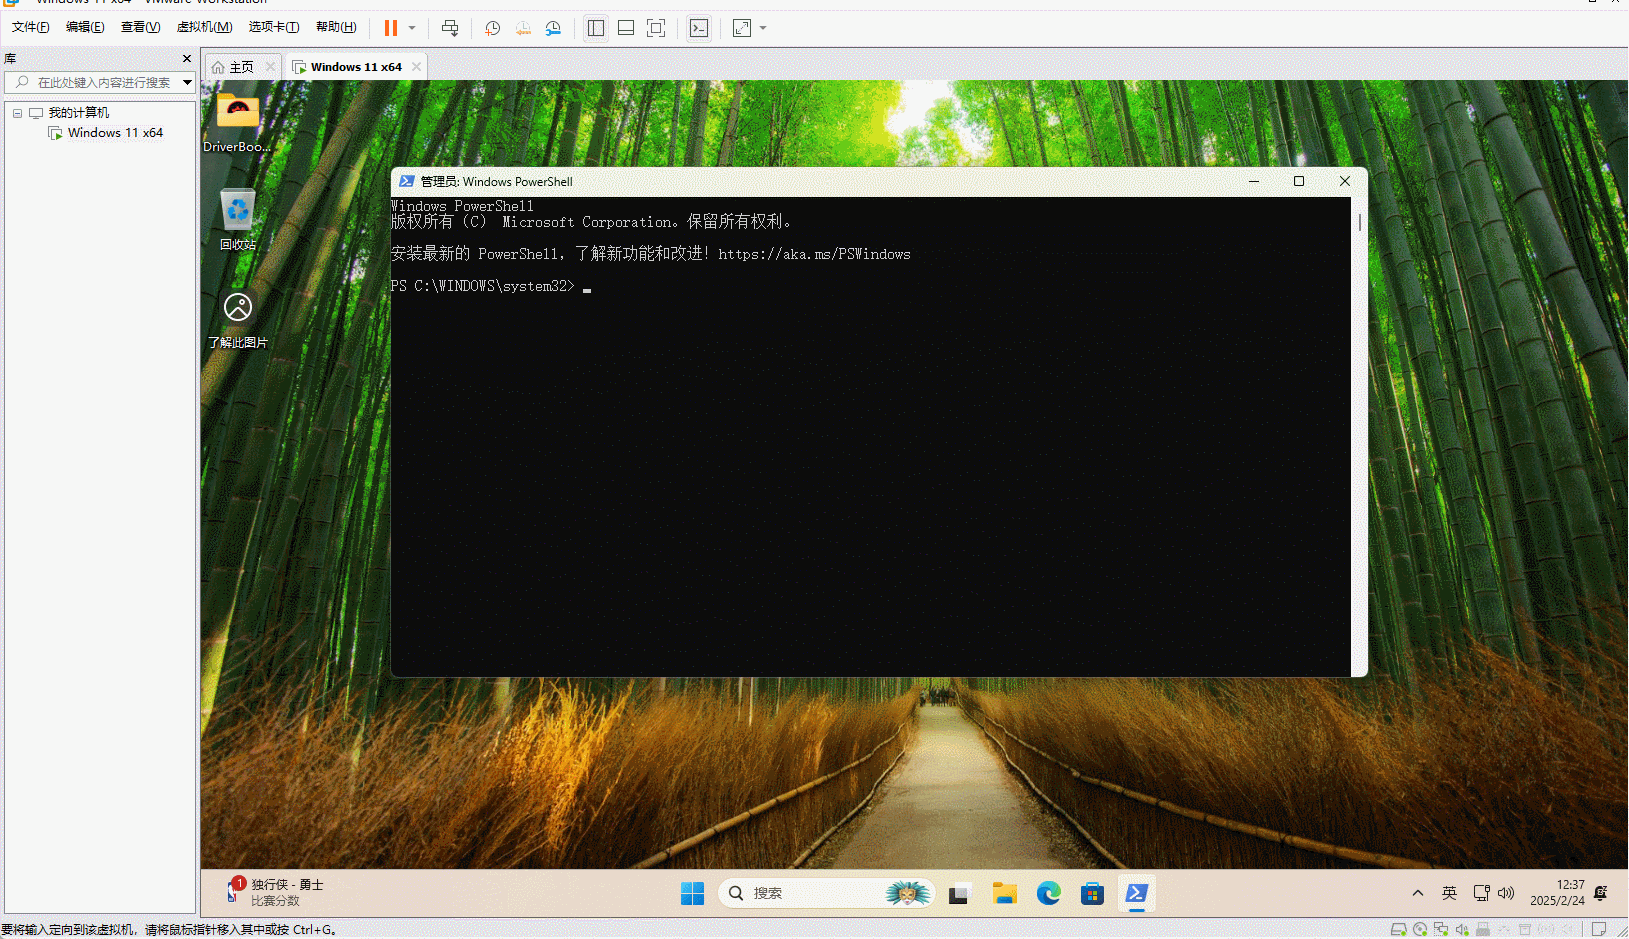 Windows 11 x64 - VMware Workstation
文件(F) 编辑(E) 查看(V) 虚拟机(M) 选项卡(T) 帮助(H)
库
在此处键入内容进行搜索
我的计算机
Windows 11 x64
主页
Windows 11 x64
DriverBoo...
回收站
了解此图片
管理员: Windows PowerShell
Windows PowerShell
版权所有（C） Microsoft Corporation。保留所有权利。
安装最新的 PowerShell，了解新功能和改进！https://aka.ms/PSWindows
PS C:\WINDOWS\system32>
1
独行侠 - 勇士
比赛分数
搜索
英
12:37
2025/2/24
要将输入定向到该虚拟机，请将鼠标指针移入其中或按 Ctrl+G。